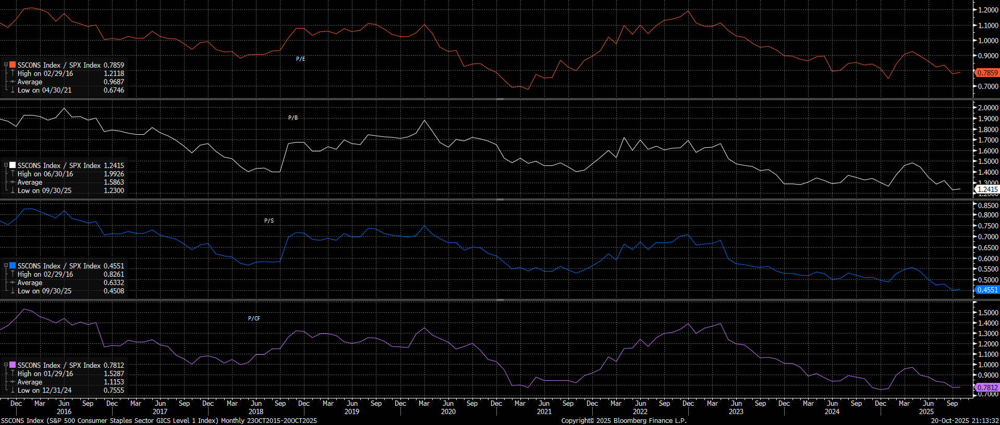 1.2000
1.1000
1.0000
0.9000
0.7859
0.7000
P/E
S5CONS Index / SPX Index 0.7859
High on 02/29/16 1.2118
Average 0.9687
Low on 04/30/21 0.6746
2.0000
1.9000
1.8000
1.7000
1.6000
1.5000
1.4000
1.3000
1.2415
1.2000
P/B
S5CONS Index / SPX Index 1.2415
High on 06/30/16 1.9926
Average 1.5863
Low on 09/30/25 1.2300
0.8500
0.8000
0.7500
0.7000
0.6500
0.6000
0.5500
0.5000
0.4551
P/S
S5CONS Index / SPX Index 0.4551
High on 02/29/16 0.8261
Average 0.6332
Low on 09/30/25 0.4508
1.5000
1.4000
1.3000
1.2000
1.1000
1.0000
0.9000
0.7812
0.7000
P/CF
S5CONS Index / SPX Index 0.7812
High on 01/29/16 1.5287
Average 1.1153
Low on 12/31/24 0.7555
Dec Mar Jun Sep Dec Mar Jun Sep Dec Mar Jun Sep Dec Mar Jun Sep Dec Mar Jun Sep Dec Mar Jun Sep Dec Mar Jun Sep Dec Mar Jun Sep Dec Mar Jun Sep Dec Mar Jun Sep
2016 2017 2018 2019 2020 2021 2022 2023 2024 2025
S5CONS Index (S&P 500 Consumer Staples Sector GICS Level 1 Index) Monthly 23OCT2015-20OCT2025 Copyright© 2025 Bloomberg Finance L.P. 20-Oct-2025 21:13:32